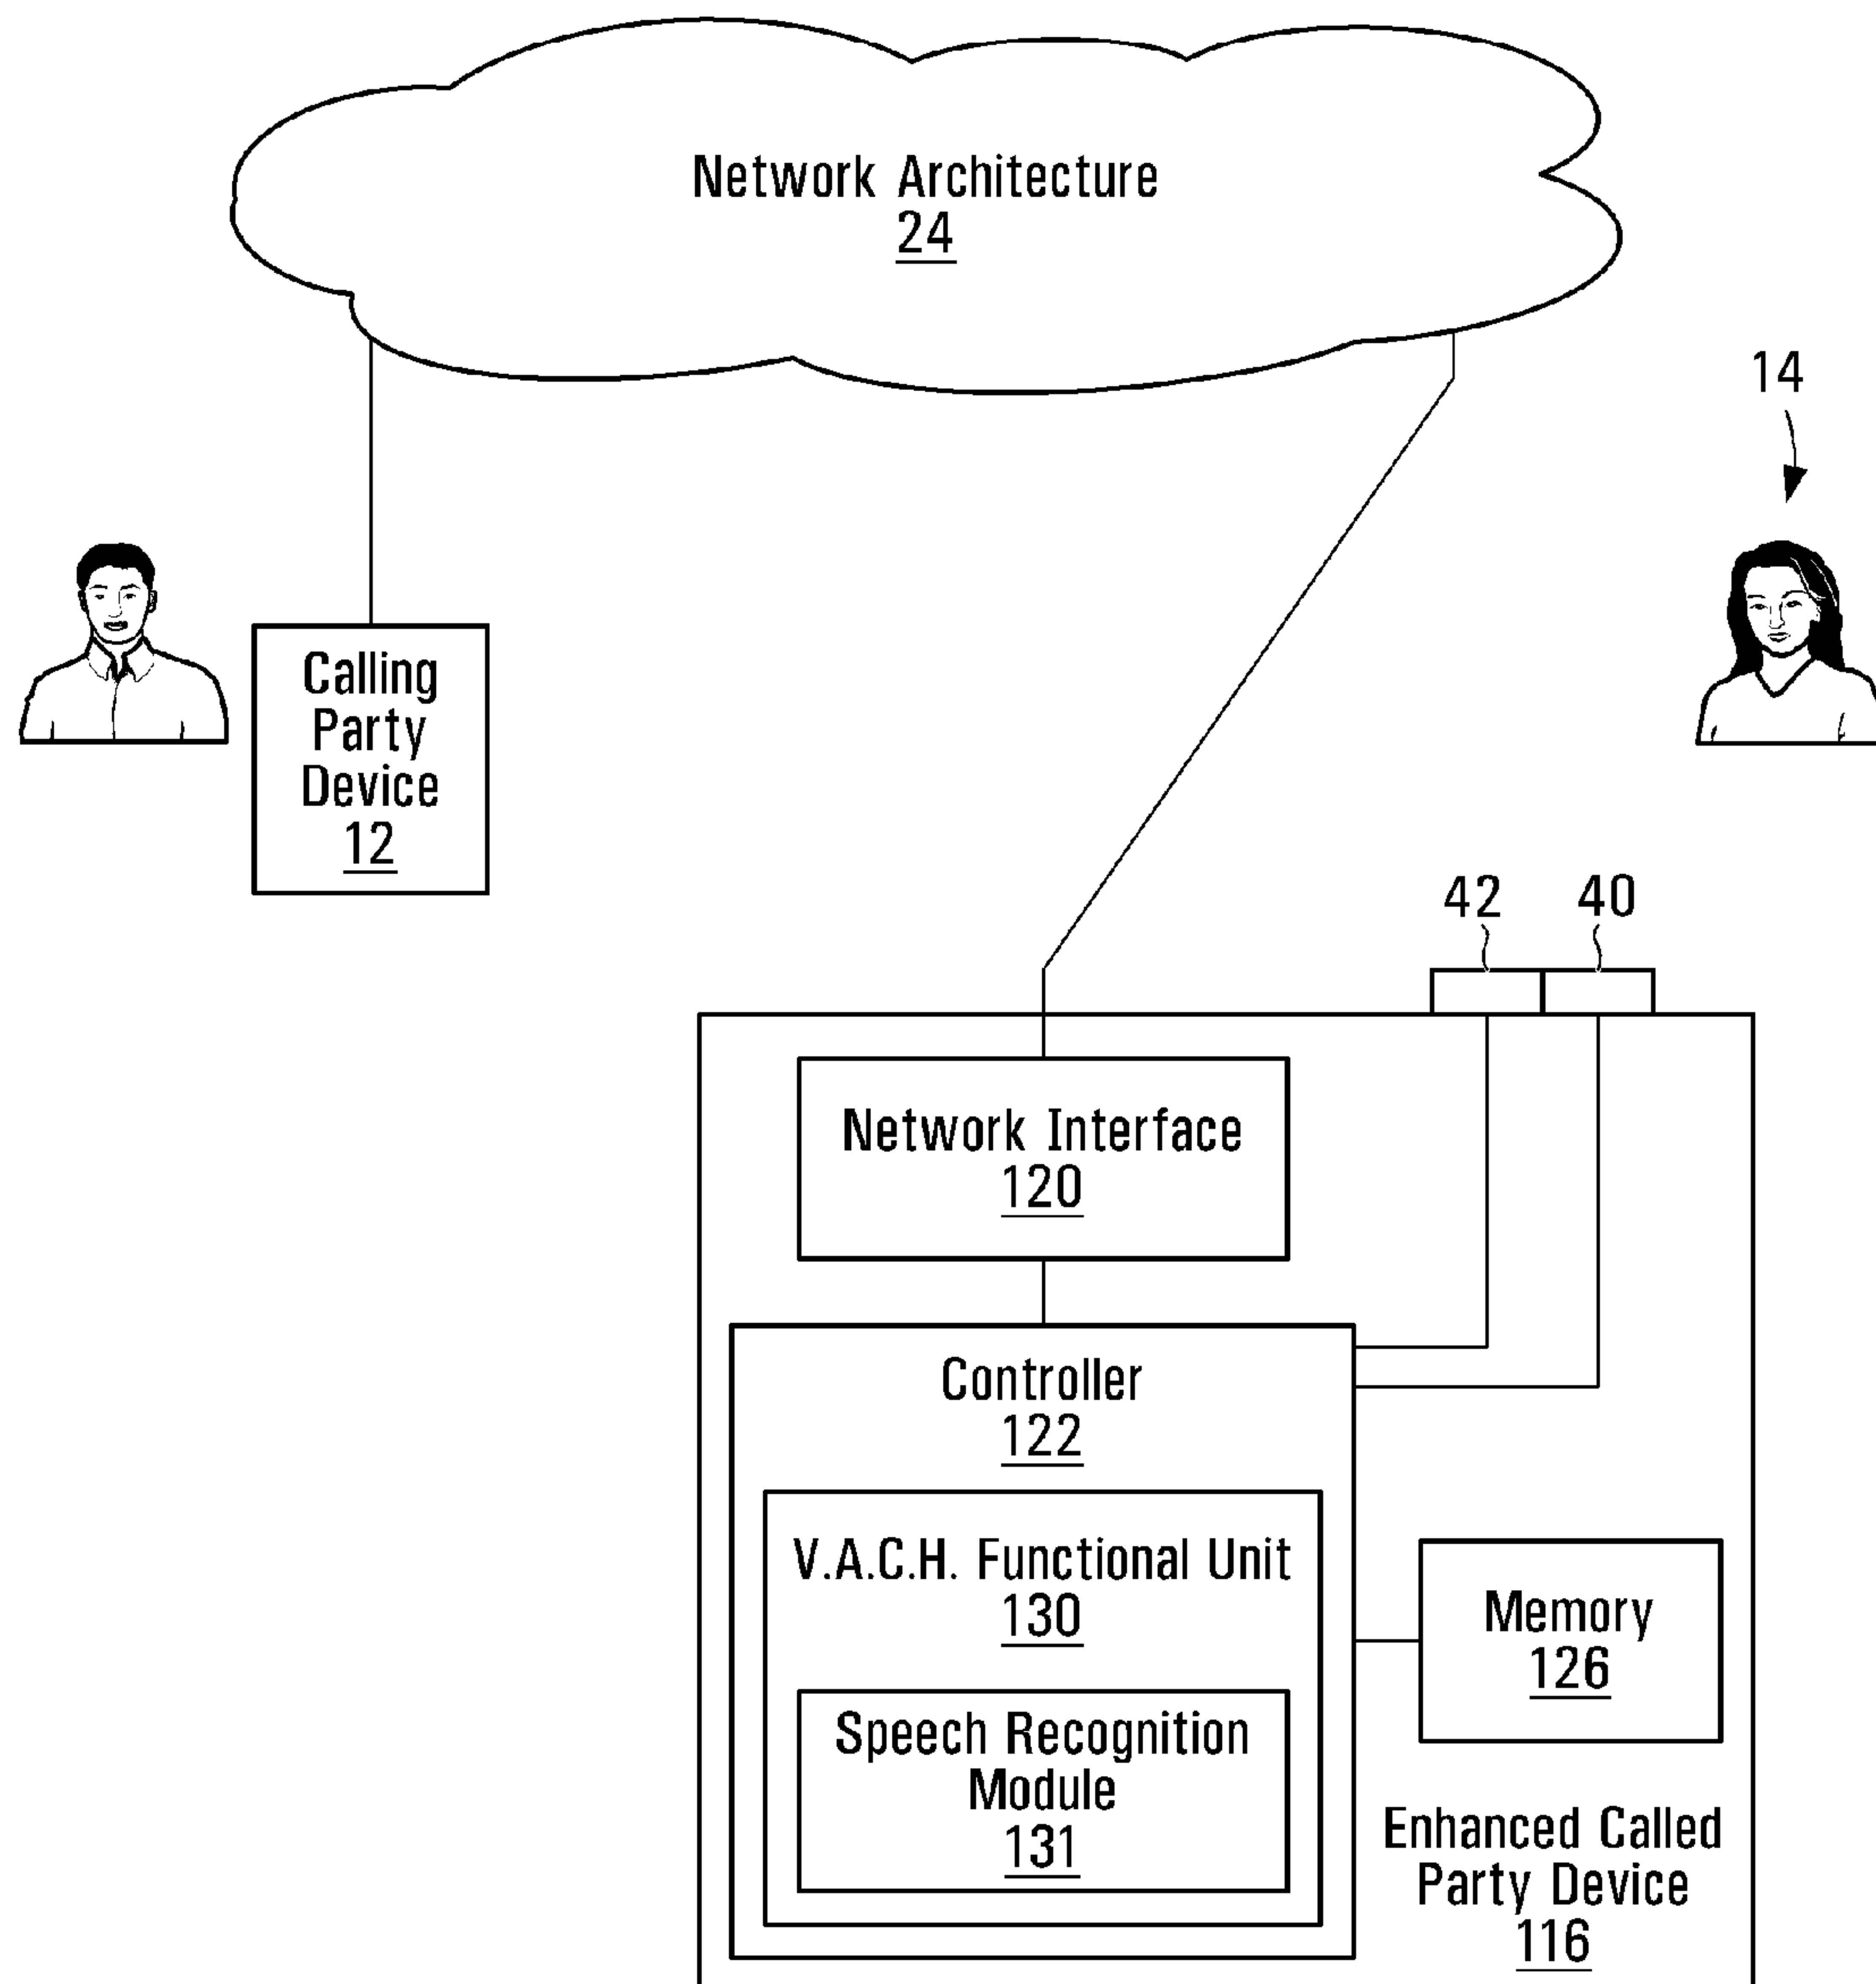 Network Architecture
24
14
Calling
Party
Device
12
42 40
Network Interface
120
Controller
122
V.A.C.H. Functional Unit
130
Memory
126
Speech Recognition
Module
131
Enhanced Called
Party Device
116